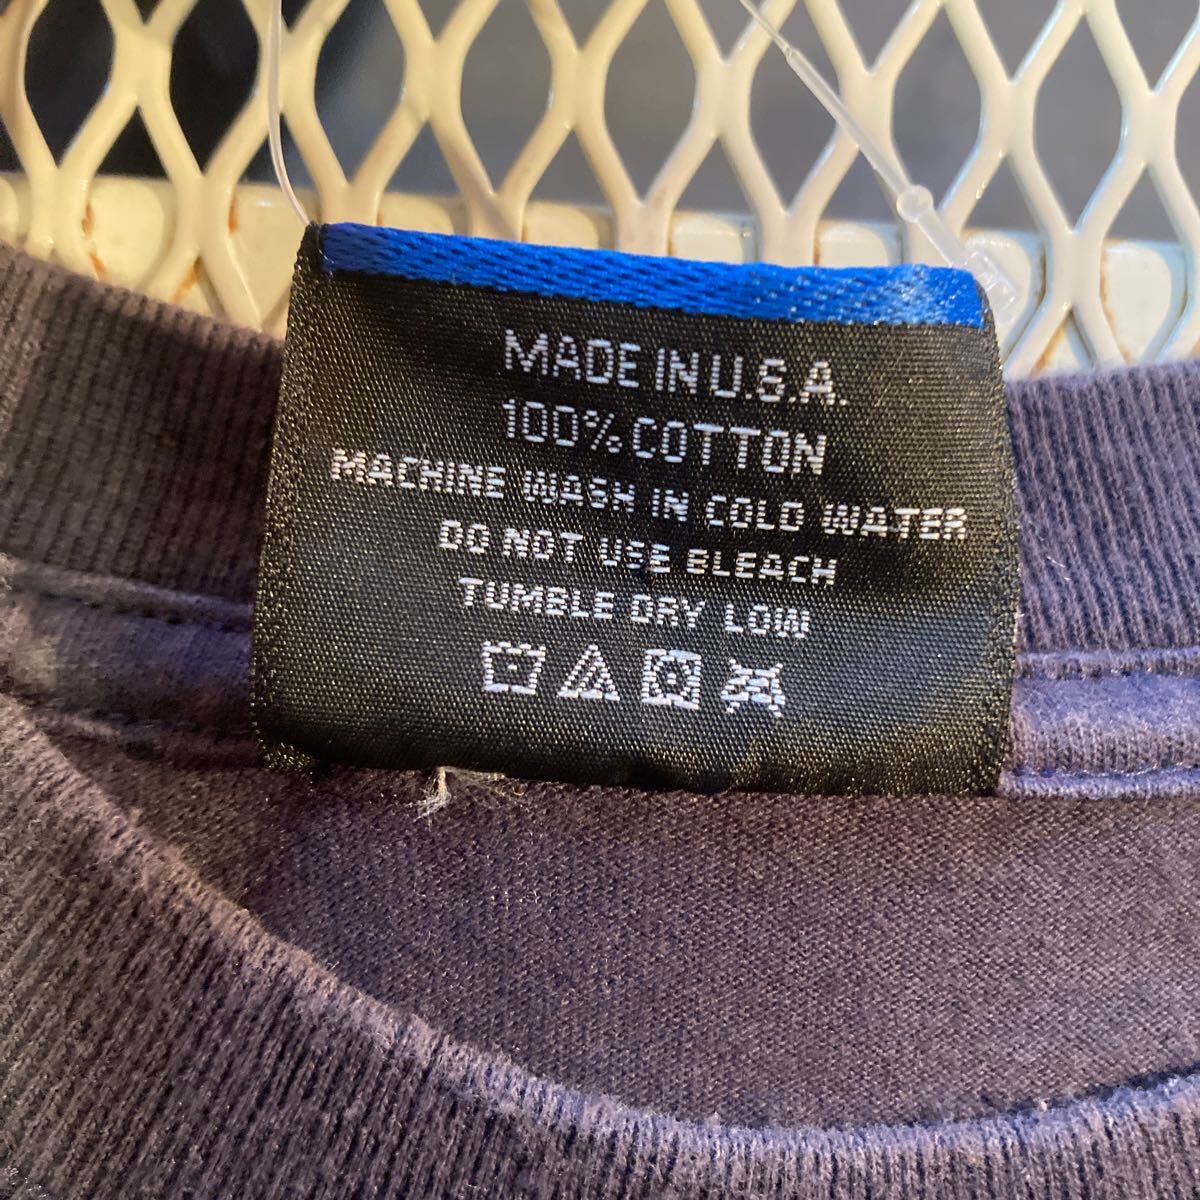 MADE IN U.S.A.
100% COTTON
MACHINE WASH IN COLD WATER
DO NOT USE BLEACH
TUMBLE DRY LOW